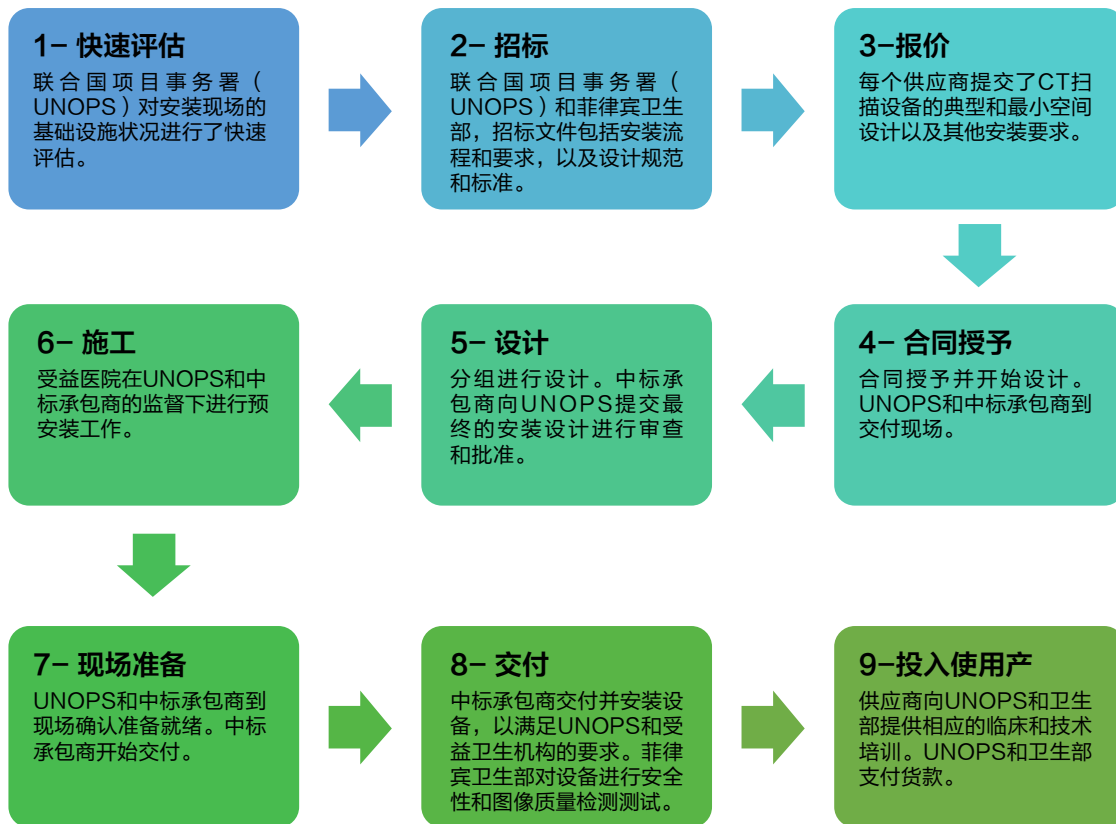 1- 快速评估
联合国项目事务署（
UNOPS）对安装现场的
基础设施状况进行了快速
评估。
2- 招标
联合国项目事务署（
UNOPS）和菲律宾卫生
部，招标文件包括安装流
程和要求，以及设计规范
和标准。
3-报价
每个供应商提交了CT扫
描设备的典型和最小空间
设计以及其他安装要求。
4- 合同授予
合同授予并开始设计。
UNOPS和中标承包商到
交付现场。
5- 设计
分组进行设计。中标承
包商向UNOPS提交最
终的安装设计进行审查
和批准。
6- 施工
受益医院在UNOPS和中
标承包商的监督下进行预
安装工作。
7- 现场准备
UNOPS和中标承包商到
现场确认准备就绪。中标
承包商开始交付。
8- 交付
中标承包商交付并安装设
备，以满足UNOPS和受
益卫生机构的要求。菲律
宾卫生部对设备进行安全
性和图像质量检测测试。
9-投入使用产
供应商向UNOPS和卫生
部提供相应的临床和技术
培训。UNOPS和卫生部
支付货款。